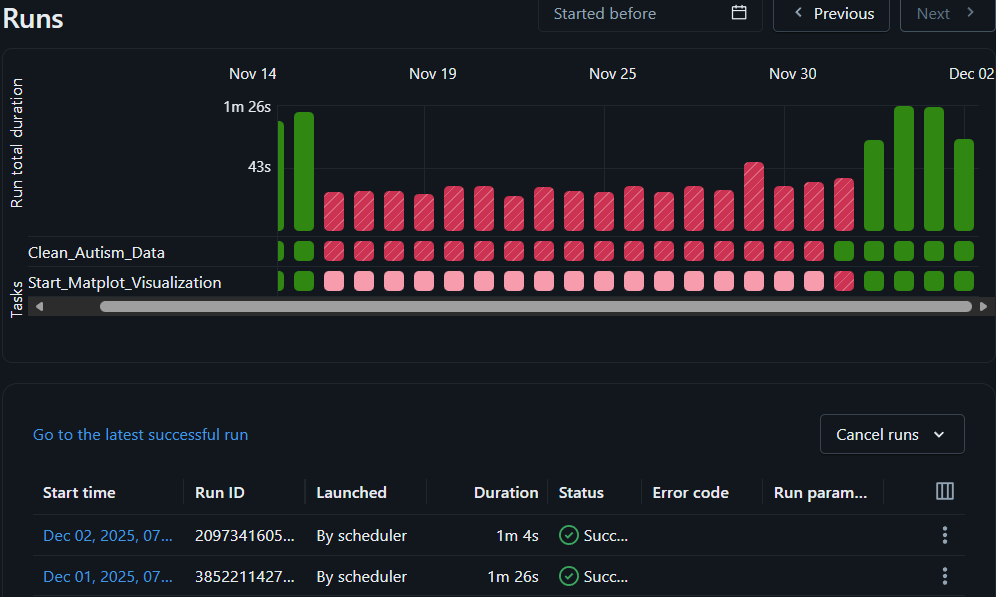 Runs
Started before
Previous
Next
Nov 14 Nov 19 Nov 25 Nov 30 Dec 02
Run total duration
1m 26s
43s
Tasks
Clean_Autism_Data
Start_Matplot_Visualization
Go to the latest successful run
Cancel runs
Start time Run ID Launched Duration Status Error code Run param...
Dec 02, 2025, 07... 2097341605... By scheduler 1m 4s Succ...
Dec 01, 2025, 07... 3852211427... By scheduler 1m 26s Succ...